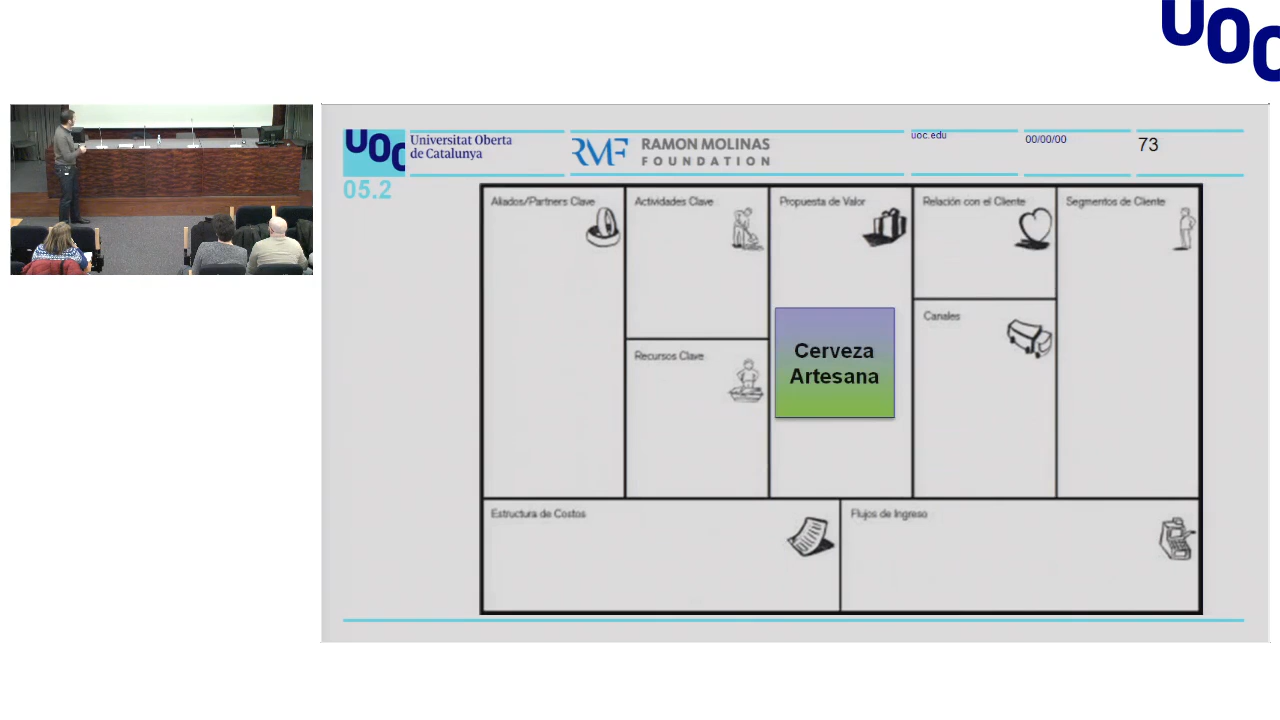 UOC
UOC
Universitat Oberta
de Catalunya
RMF
RAMON MOLINAS
FOUNDATION
uoc.edu
00/00/00
73
05.2
Aliados/Partners Clave
Actividades Clave
Propuesta de Valor
Relación con el Cliente
Segmentos de Cliente
Canales
Recursos Clave
Cerveza
Artesana
Estructura de Costos
Flujos de Ingreso